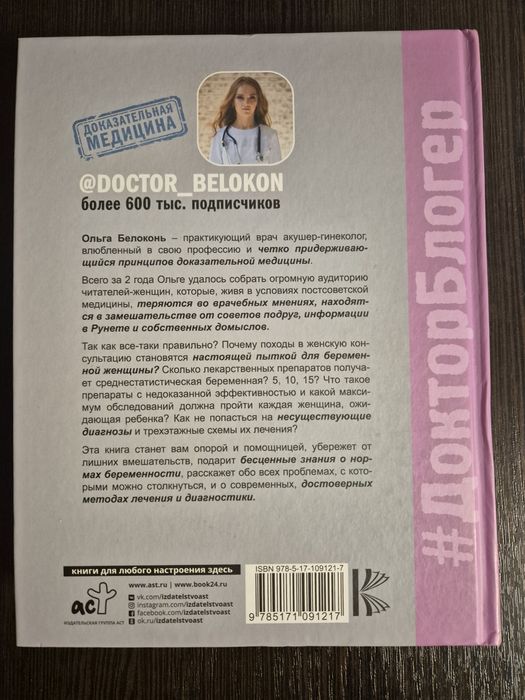 ДОКАЗАТЕЛЬНАЯ
МЕДИЦИНА
@DOCTOR_BELOKON
более 600 тыс. подписчиков
Ольга Белоконь – практикующий врач акушер-гинеколог,
влюбленный в свою профессию и четко придерживаю-
щийся принципов доказательной медицины.
Всего за 2 года Ольге удалось собрать огромную аудиторию
читателей-женщин, которые, живя в условиях постсоветской
медицины, теряются во врачебных мнениях, находят-
ся в замешательстве от советов подруг, информации
в Рунете и собственных домыслов.
Так как все-таки правильно? Почему походы в женскую кон-
сультацию становятся настоящей пыткой для беремен-
ной женщины? Сколько лекарственных препаратов получа-
ет среднестатистическая беременная? 5, 10, 15? Что такое
препараты с недоказанной эффективностью и какой макси-
мум обследований должна пройти каждая женщина, ожи-
дающая ребенка? Как не попасться на несуществующие
диагнозы и трехэтажные схемы их лечения?
Эта книга станет вам опорой и помощницей, убережет от
лишних вмешательств, подарит бесценные знания о нор-
мах беременности, расскажет обо всех проблемах, с кото-
рыми можно столкнуться, и о современных, достоверных
методах лечения и диагностики.
#ДокторБлогер
книги для любого настроения здесь
аст
ИЗДАТЕЛЬСКАЯ ГРУППА АСТ
www.ast.ru | www.book24.ru
vk.com/izdatelstvoast
instagram.com/izdatelstvoast
facebook.com/izdatelstvoast
ok.ru/izdatelstvoast
ISBN 978-5-17-109121-7
9 785171 091217